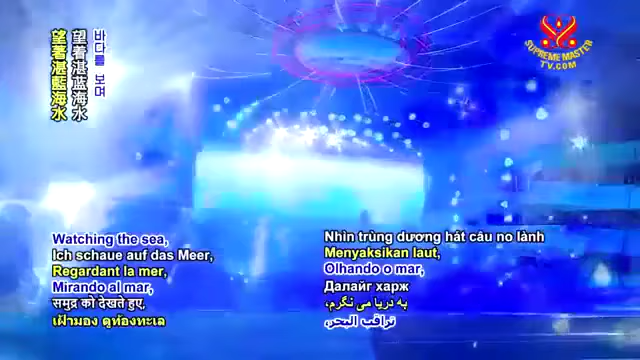 바다를 보며
望着湛蓝海水
望著湛藍海水
SUPREME MASTER
TV.COM
Watching the sea,
Ich schaue auf das Meer,
Regardant la mer,
Mirando al mar,
समुद्र को देखते हुए,
เฝ้ามอง ดูท้องทะเล
Nhìn trùng dương hát câu no lành
Menyaksikan laut,
Olhando o mar,
Далайг харж
به دریا می نگرم،
نراقب البحر،